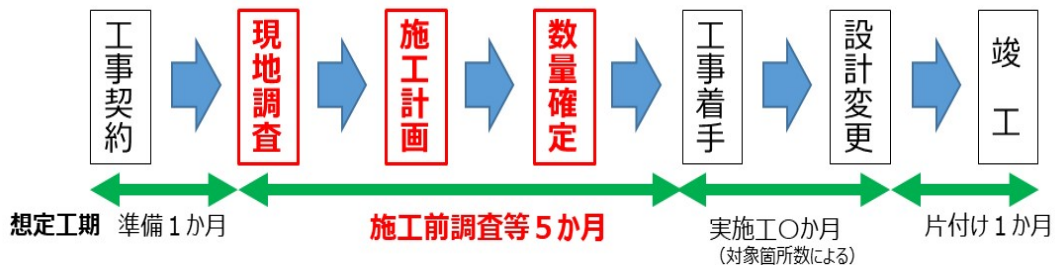 工事契約
現地調査
施工計画
数量確定
工事着手
設計変更
竣工
想定工期
準備１か月
施工前調査等５か月
実施工〇か月
（対象箇所数による）
片付け１か月